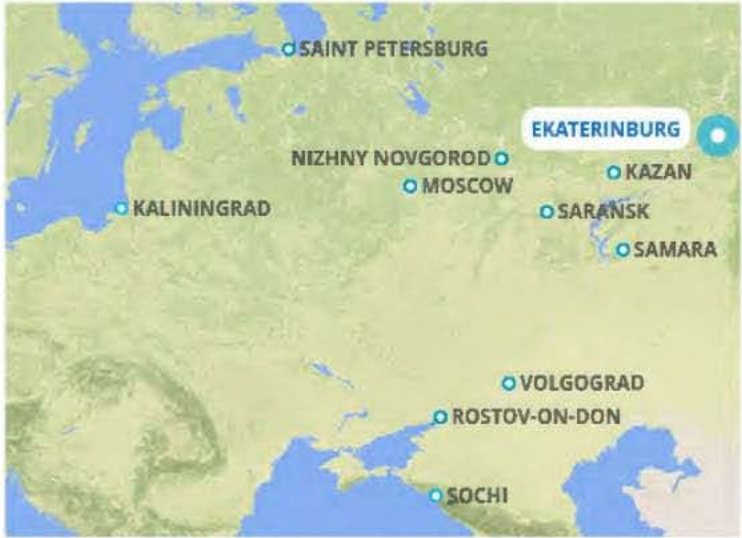 SAINT PETERSBURG
EKATERINBURG
NIZHNY NOVGOROD
KAZAN
MOSCOW
KALININGRAD
SARANSK
SAMARA
VOLGOGRAD
ROSTOV-ON-DON
SOCHI